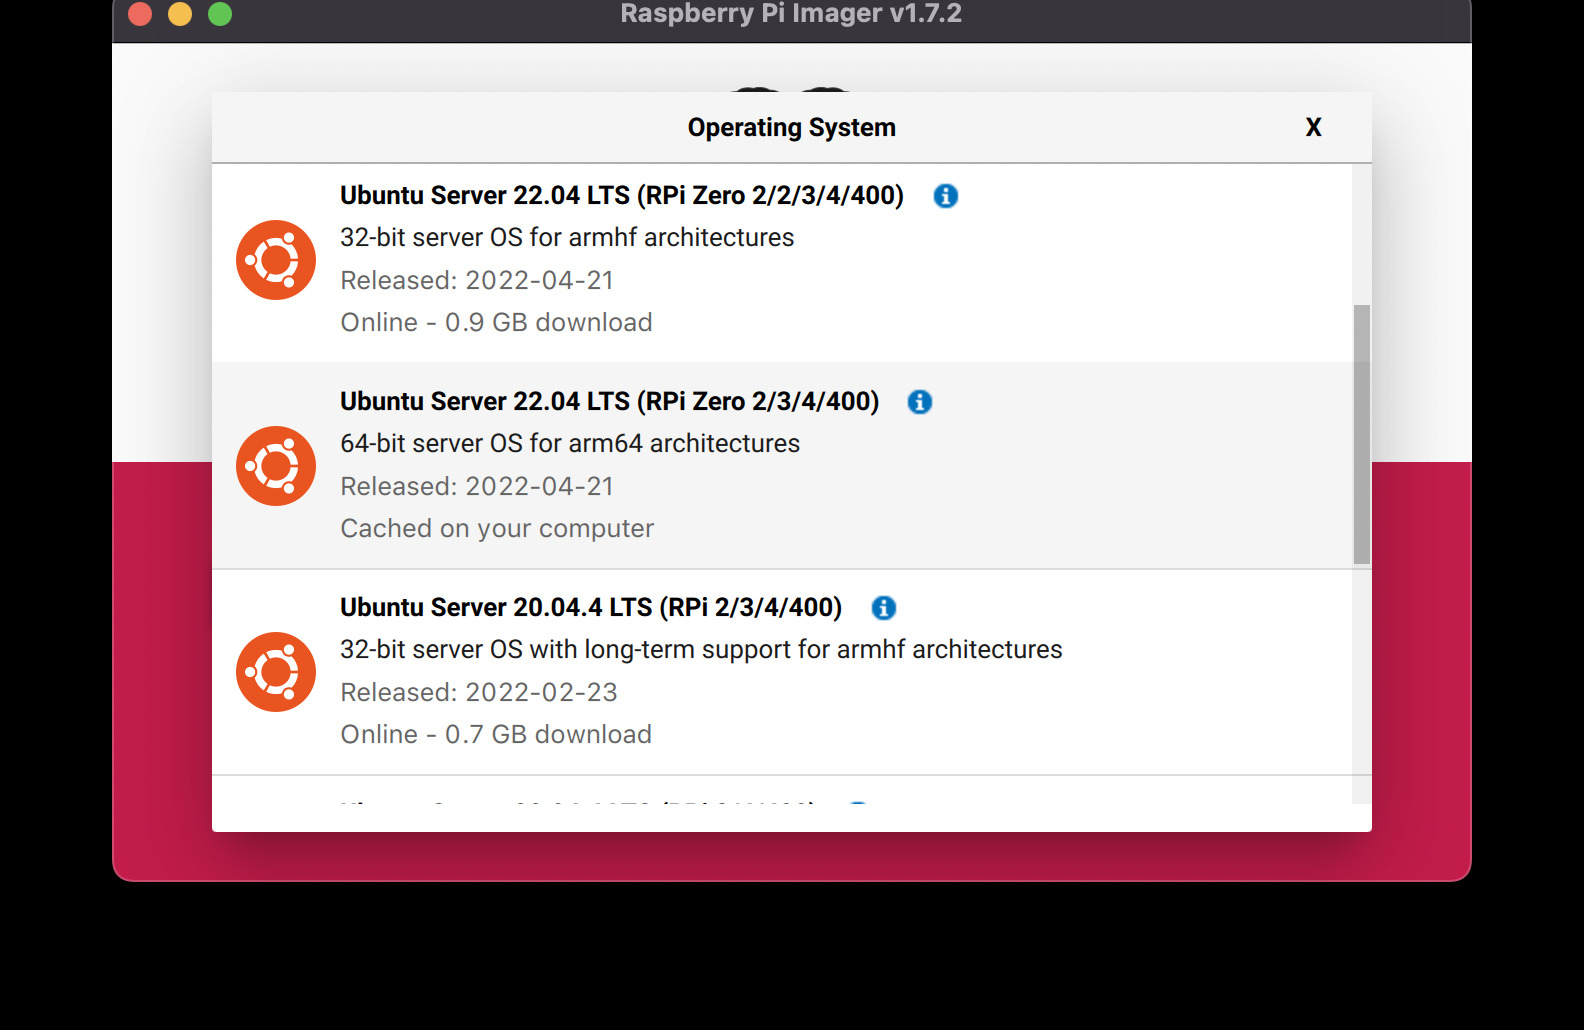 Raspberry Pi Imager v1.7.2
Operating System
X
Ubuntu Server 22.04 LTS (RPi Zero 2/2/3/4/400)
32-bit server OS for armhf architectures
Released: 2022-04-21
Online - 0.9 GB download
Ubuntu Server 22.04 LTS (RPi Zero 2/3/4/400)
64-bit server OS for arm64 architectures
Released: 2022-04-21
Cached on your computer
Ubuntu Server 20.04.4 LTS (RPi 2/3/4/400)
32-bit server OS with long-term support for armhf architectures
Released: 2022-02-23
Online - 0.7 GB download